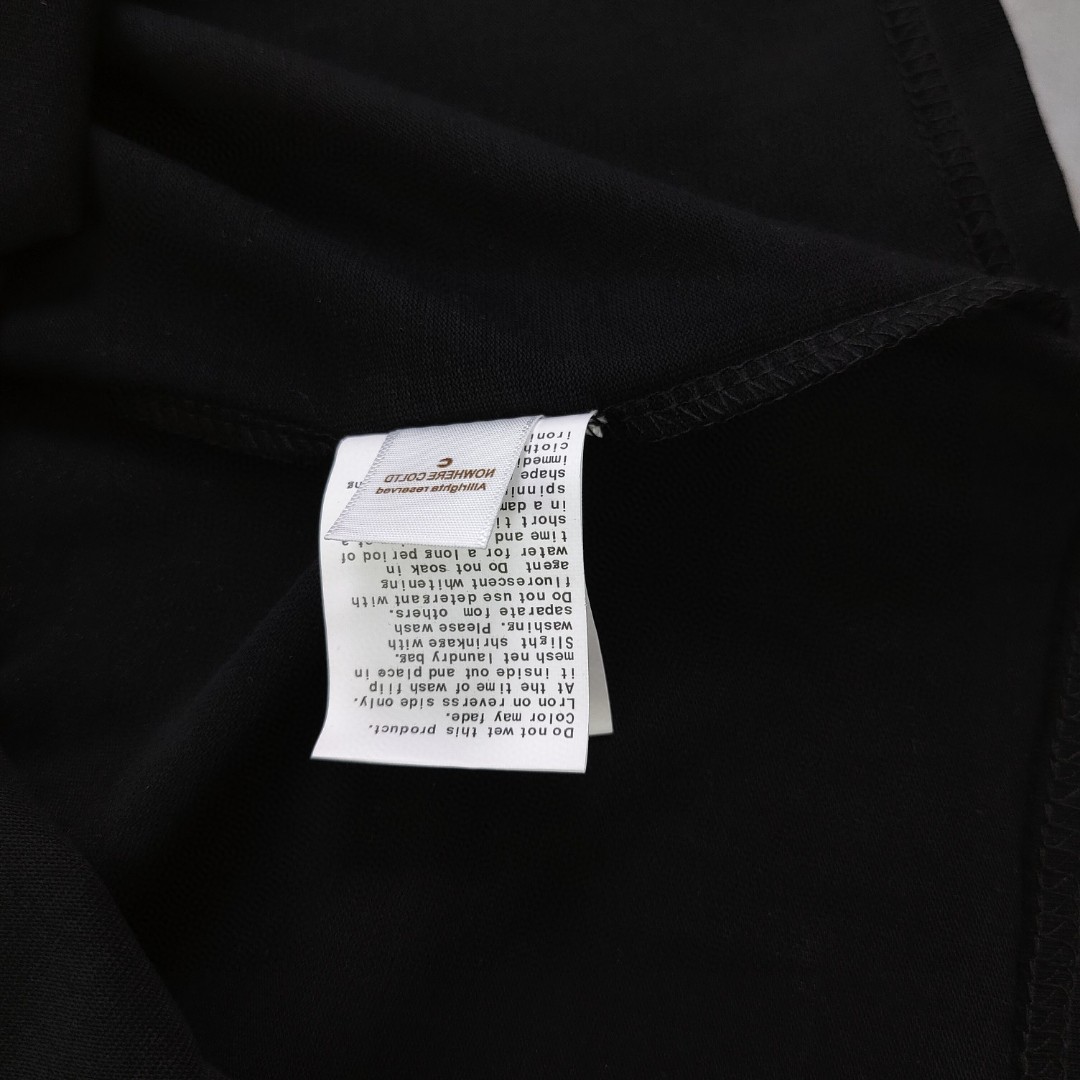 Do not wet this product.
Color may fade.
Lron on reverss side only.
At the time of wash flip
it inside out and place in
mesh net laundry bag.
Slight shrinkage with
washing. Please wash
saparate fom others.
Do not use detergant with
fluorescent whitening
agent Do not soak in
water for a long period of
time and a
short
in a
shape
NOWHERE COLTD
reserved